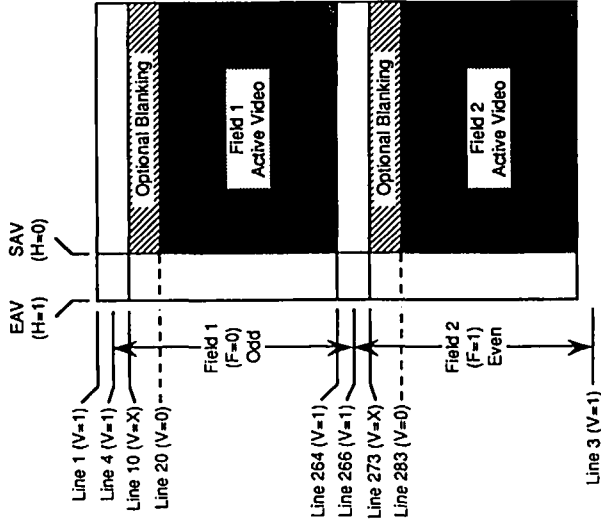 EAV
(H=1)
SAV
(H=0)
Line 1 (V=1)
Line 4 (V=1)
Line 10 (V=X)
Line 20 (V=0)
Optional Blanking
Field 1
(F=0)
Odd
Field 1
Active Video
Line 264 (V=1)
Line 266 (V=1)
Line 273 (V=X)
Line 283 (V=0)
Optional Blanking
Field 2
(F=1)
Even
Field 2
Active Video
Line 3 (V=1)